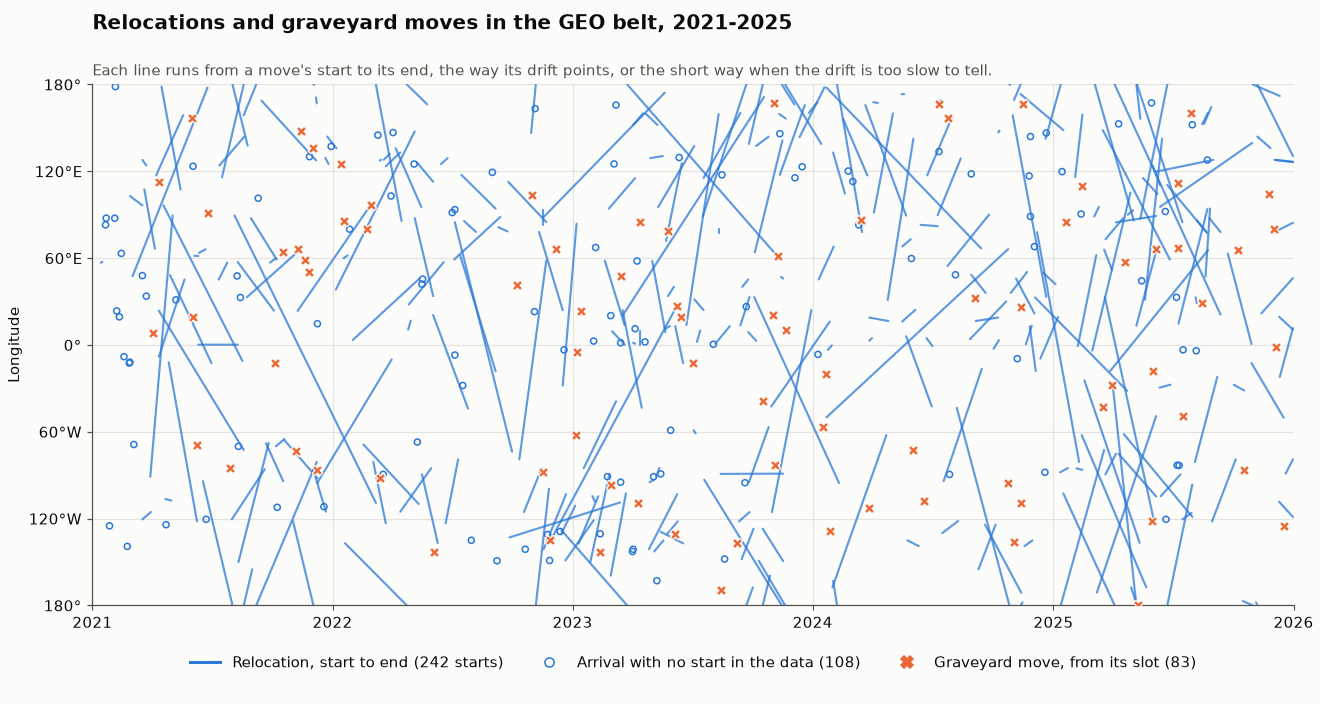 Relocations and graveyard moves in the GEO belt, 2021-2025
Each line runs from a move's start to its end, the way its drift points, or the short way when the drift is too slow to tell.
180°
120°E
60°E
0°
60°W
120°W
180°
Longitude
2021
2022
2023
2024
2025
2026
Relocation, start to end (242 starts)
Arrival with no start in the data (108)
Graveyard move, from its slot (83)